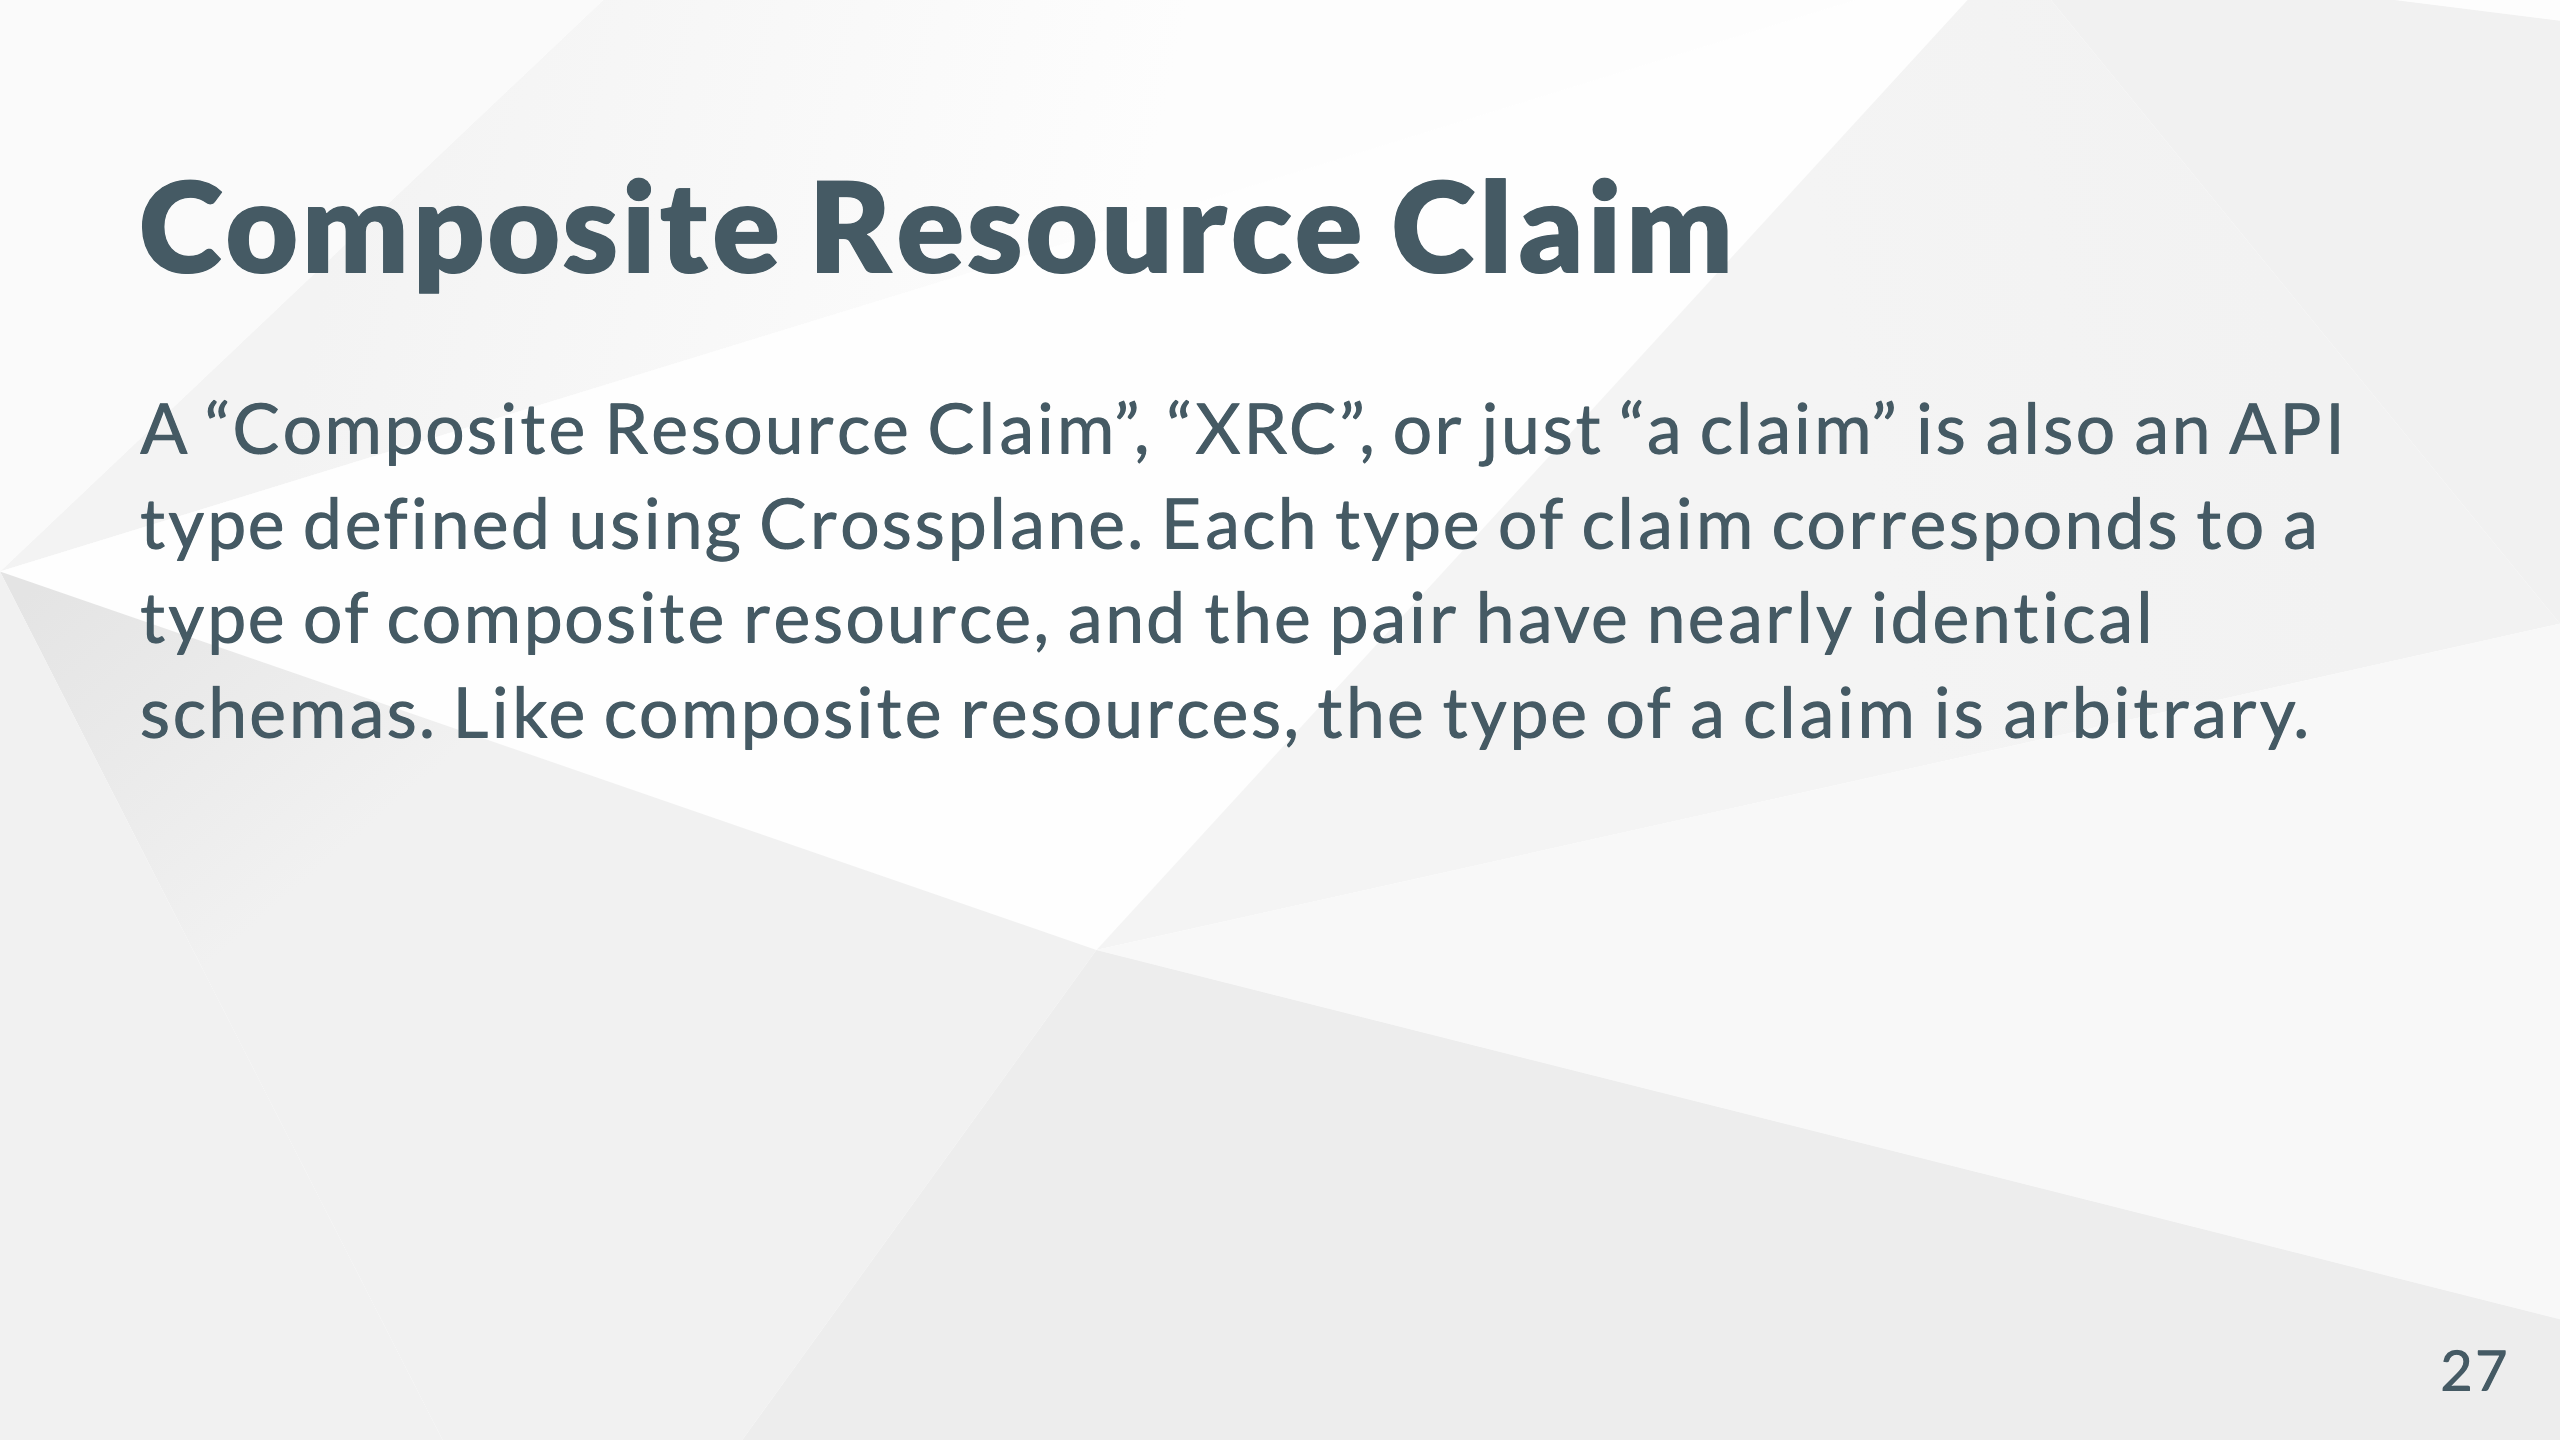 Composite Resource Claim
A “Composite Resource Claim”, “XRC”, or just “a claim” is also an API
type defined using Crossplane. Each type of claim corresponds to a
type of composite resource, and the pair have nearly identical
schemas. Like composite resources, the type of a claim is arbitrary.
27